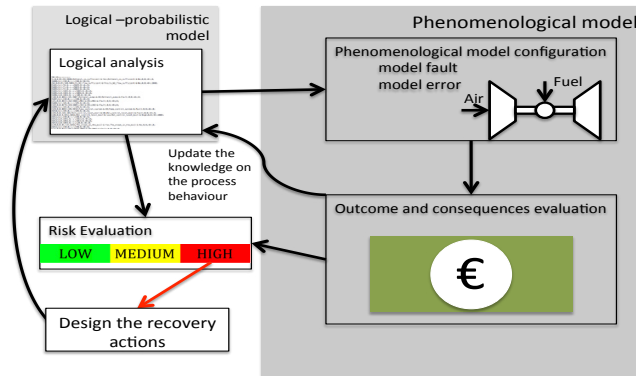 Logical –probabilistic
model
Logical analysis
Phenomenological model
Phenomenological model configuration
model fault
model error
Air
Fuel
Update the
knowledge on
the process
behaviour
Outcome and consequences evaluation
€
Risk Evaluation
LOW MEDIUM HIGH
Design the recovery
actions